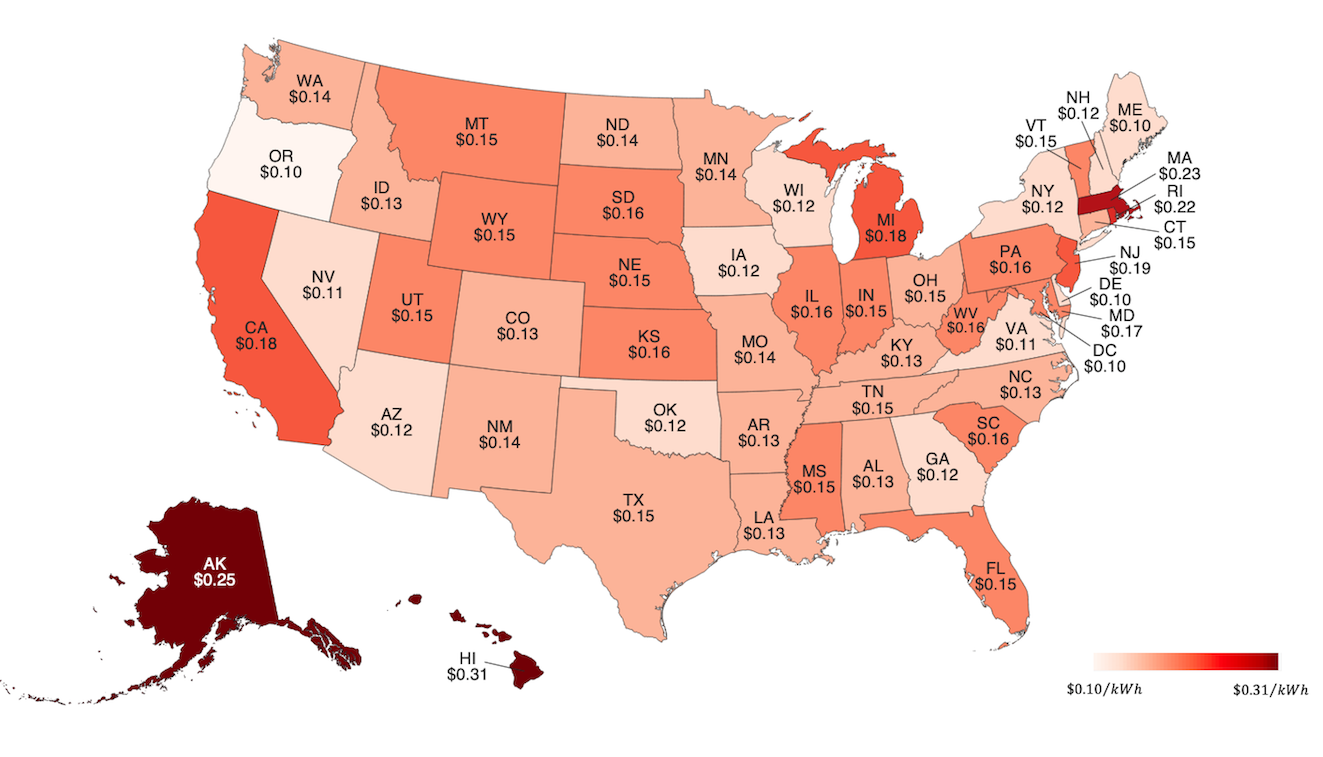 WA
$0.14
OR
$0.10
CA
$0.18
NV
$0.11
ID
$0.13
MT
$0.15
WY
$0.15
UT
$0.15
AZ
$0.12
CO
$0.13
NM
$0.14
ND
$0.14
SD
$0.16
NE
$0.15
KS
$0.16
OK
$0.12
TX
$0.15
MN
$0.14
IA
$0.12
MO
$0.14
AR
$0.13
LA
$0.13
WI
$0.12
IL
$0.16
MI
$0.18
IN
$0.15
OH
$0.15
KY
$0.13
TN
$0.15
MS
$0.15
AL
$0.13
GA
$0.12
FL
$0.15
SC
$0.16
NC
$0.13
VA
$0.11
WV
$0.16
PA
$0.16
NY
$0.12
VT
$0.15
NH
$0.12
ME
$0.10
MA
$0.23
RI
$0.22
CT
$0.15
NJ
$0.19
DE
$0.10
MD
$0.17
DC
$0.10
AK
$0.25
HI
$0.31
$0.10/kWh
$0.31/kWh